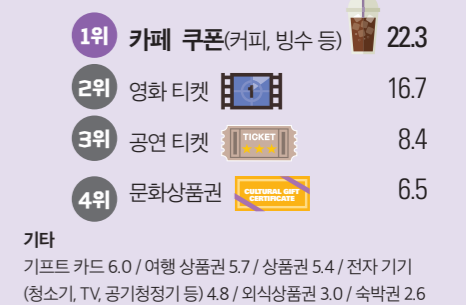 1위 카페 쿠폰(커피, 빙수 등) 22.3
2위 영화 티켓 1 16.7
3위 공연 티켓 TICKET 8.4
4위 문화상품권 CULTURAL GIFT CERTIFICATE 6.5
기타
기프트 카드 6.0 / 여행 상품권 5.7 / 상품권 5.4 / 전자 기기
(청소기, TV, 공기청정기 등) 4.8 / 외식상품권 3.0 / 숙박권 2.6